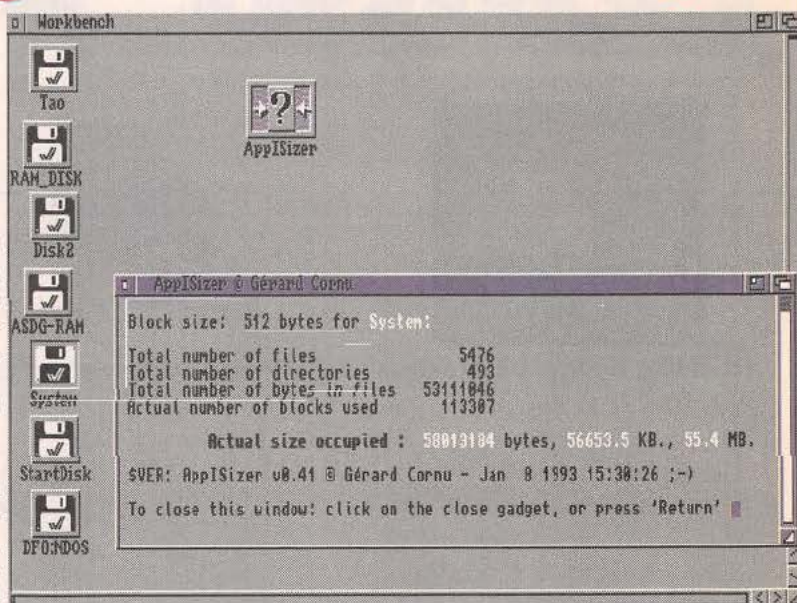 Workbench
Tao
AppISizer
RAM_DISK
Disk2
ASDG-RAM
System
StartDisk
DF0:NDOS
AppISizer © Gérard Cornu
Block size: 512 bytes for System:
Total number of files 5476
Total number of directories 493
Total number of bytes in files 53111046
Actual number of blocks used 113307
Actual size occupied : 58013184 bytes, 56653.5 KB., 55.4 MB.
$VER: AppISizer v0.41 © Gérard Cornu - Jan 8 1993 15:30:26 ;-)
To close this window: click on the close gadget, or press 'Return'